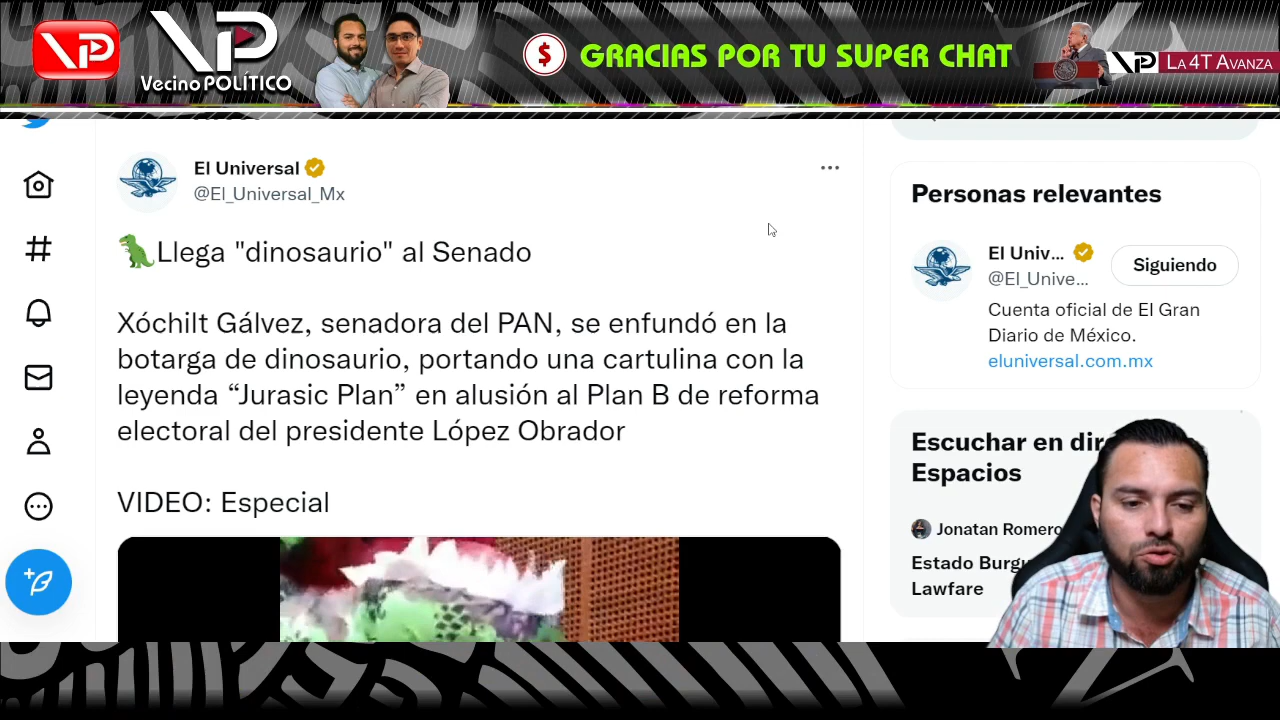 VP
VP
Vecino POLÍTICO
$ GRACIAS POR TU SUPER CHAT
VP LA 4T AVANZA
El Universal
@El_Universal_Mx
Llega "dinosaurio" al Senado
Xóchilt Gálvez, senadora del PAN, se enfundó en la
botarga de dinosaurio, portando una cartulina con la
leyenda “Jurasic Plan” en alusión al Plan B de reforma
electoral del presidente López Obrador
VIDEO: Especial
Personas relevantes
El Univ...
@El_Unive...
Siguiendo
Cuenta oficial de El Gran
Diario de México.
eluniversal.com.mx
Escuchar en dir
Espacios
Jonatan Romero
Estado Burgu
Lawfare